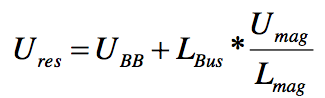 U_res = U_BB + L_Bus * U_mag / L_mag